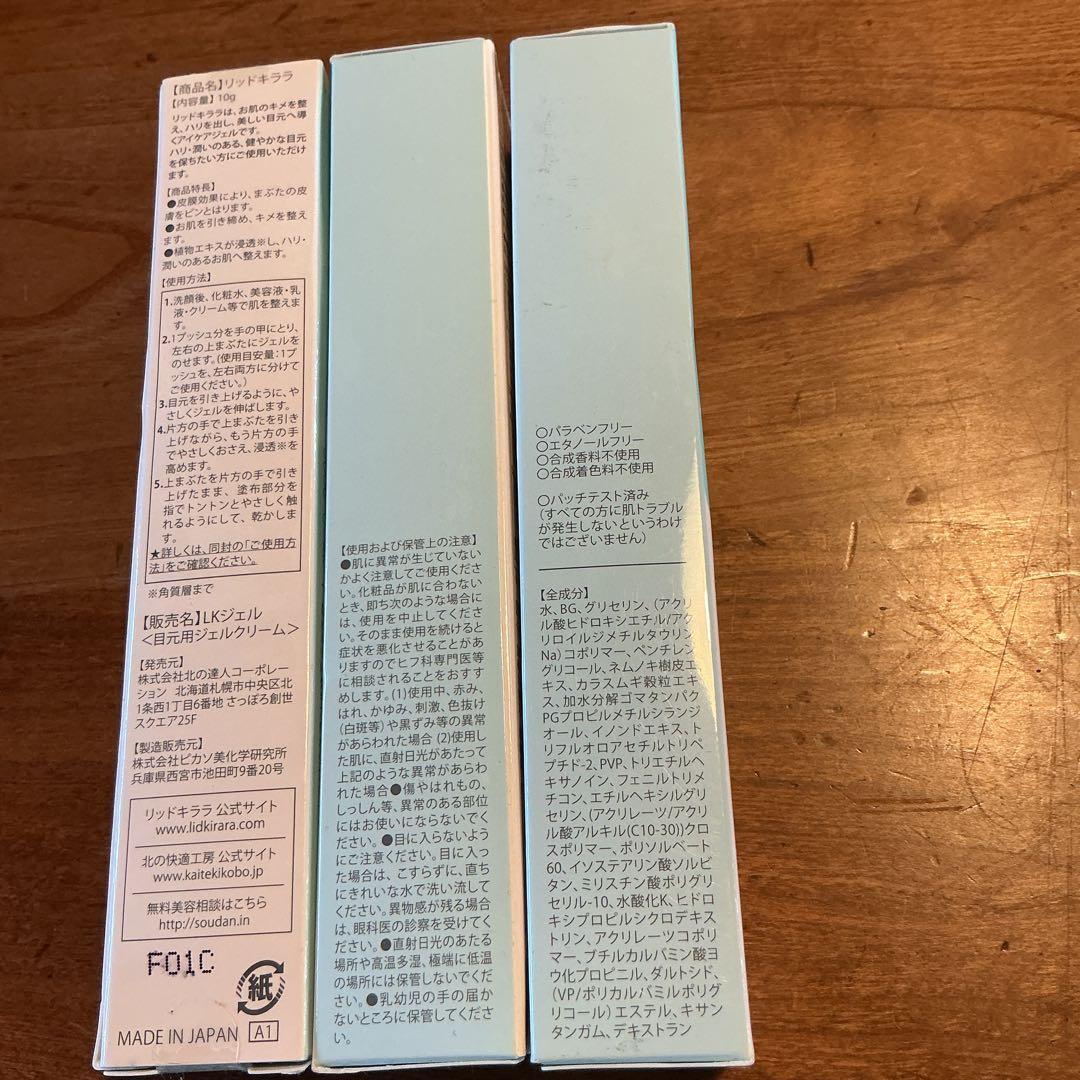 【商品名】リッドキララ
【内容量】10g
リッドキララは、お肌のキメを整
え、ハリを出し、美しい目元へ導
くアイケアジェルです。
ハリ・潤いのある、健やかな目元
を保ちたい方にご使用いただけ
ます。
【商品特長】
●皮膜効果により、まぶたの皮
膚をピンとはります。
●お肌を引き締め、キメを整え
ます。
●植物エキスが浸透※し、ハリ・
潤いのあるお肌へ整えます。
【使用方法】
1.洗顔後、化粧水、美容液・乳
液・クリーム等で肌を整えま
す。
2.1プッシュ分を手の甲にとり、
左右の上まぶたにジェルを
のせます。(使用目安量:1プ
ッシュを、左右両方に分けて
ご使用ください。)
3.目元を引き上げるように、や
さしくジェルを伸ばします。
4.片方の手で上まぶたを引き
上げながら、もう片方の手
でやさしくおさえ、浸透※を
高めます。
5.上まぶたを片方の手で引き
上げたまま、塗布部分を
指でトントンとやさしく触
れるようにして、乾かしま
す。
★詳しくは、同封の「ご使用方
法」をご確認ください。
※角質層まで
【販売名】LKジェル
<目元用ジェルクリーム>
【発売元】
株式会社北の達人コーポレー
ション 北海道札幌市中央区北
1条西1丁目6番地 さっぽろ創世
スクエア25F
【製造販売元】
株式会社ピカソ美化学研究所
兵庫県西宮市池田町9番20号
リッドキララ 公式サイト
www.lidkirara.com
北の快適工房 公式サイト
www.kaitekikobo.jp
無料美容相談はこちら
http://soudan.in
F01C
紙
MADE IN JAPAN A1
【使用および保管上の注意】
●肌に異常が生じていない
かよく注意してご使用くださ
い。化粧品が肌に合わない
とき、即ち次のような場合に
は、使用を中止してくださ
い。そのまま使用を続けると
症状を悪化させることがあ
りますのでヒフ科専門医等
に相談されることをおすす
めします。(1)使用中、赤み、
はれ、かゆみ、刺激、色抜け
(白斑等)や黒ずみ等の異常
があらわれた場合 (2)使用し
た肌に、直射日光があたって
上記のような異常があらわ
れた場合●傷やはれもの、
しっしん等、異常のある部位
にはお使いにならないでく
ださい。●目に入らないよう
にご注意ください。目に入っ
た場合は、こすらずに、直ち
にきれいな水で洗い流して
ください。異物感が残る場合
は、眼科医の診察を受けてく
ださい。●直射日光のあたる
場所や高温多湿、極端に低温
の場所には保管しないでくだ
さい。●乳幼児の手の届か
ないところに保管してくださ
い。
○パラベンフリー
○エタノールフリー
○合成香料不使用
○合成着色料不使用
○パッチテスト済み
(すべての方に肌トラブル
が発生しないというわけ
ではございません)
【全成分】
水、BG、グリセリン、(アクリ
ル酸ヒドロキシエチル/アク
リロイルジメチルタウリン
Na)コポリマー、ペンチレン
グリコール、ネムノキ樹皮エ
キス、カラスムギ穀粒エキ
ス、加水分解ゴマタンパク
PGプロピルメチルシランジ
オール、イノンドエキス、ト
リフルオロアセチルトリペ
プチド-2、PVP、トリエチルヘ
キサノイン、フェニルトリメ
チコン、エチルヘキシルグリ
セリン、(アクリレーツ/アクリ
ル酸アルキル(C10-30))クロ
スポリマー、ポリソルベート
60、イソステアリン酸ソルビ
タン、ミリスチン酸ポリグリ
セリル-10、水酸化K、ヒドロ
キシプロピルシクロデキス
トリン、アクリレーツコポリ
マー、ブチルカルバミン酸ヨ
ウ化プロピニル、ダルトシド、
(VP/ポリカルバミルポリグ
リコール)エステル、キサン
タンガム、デキストラン